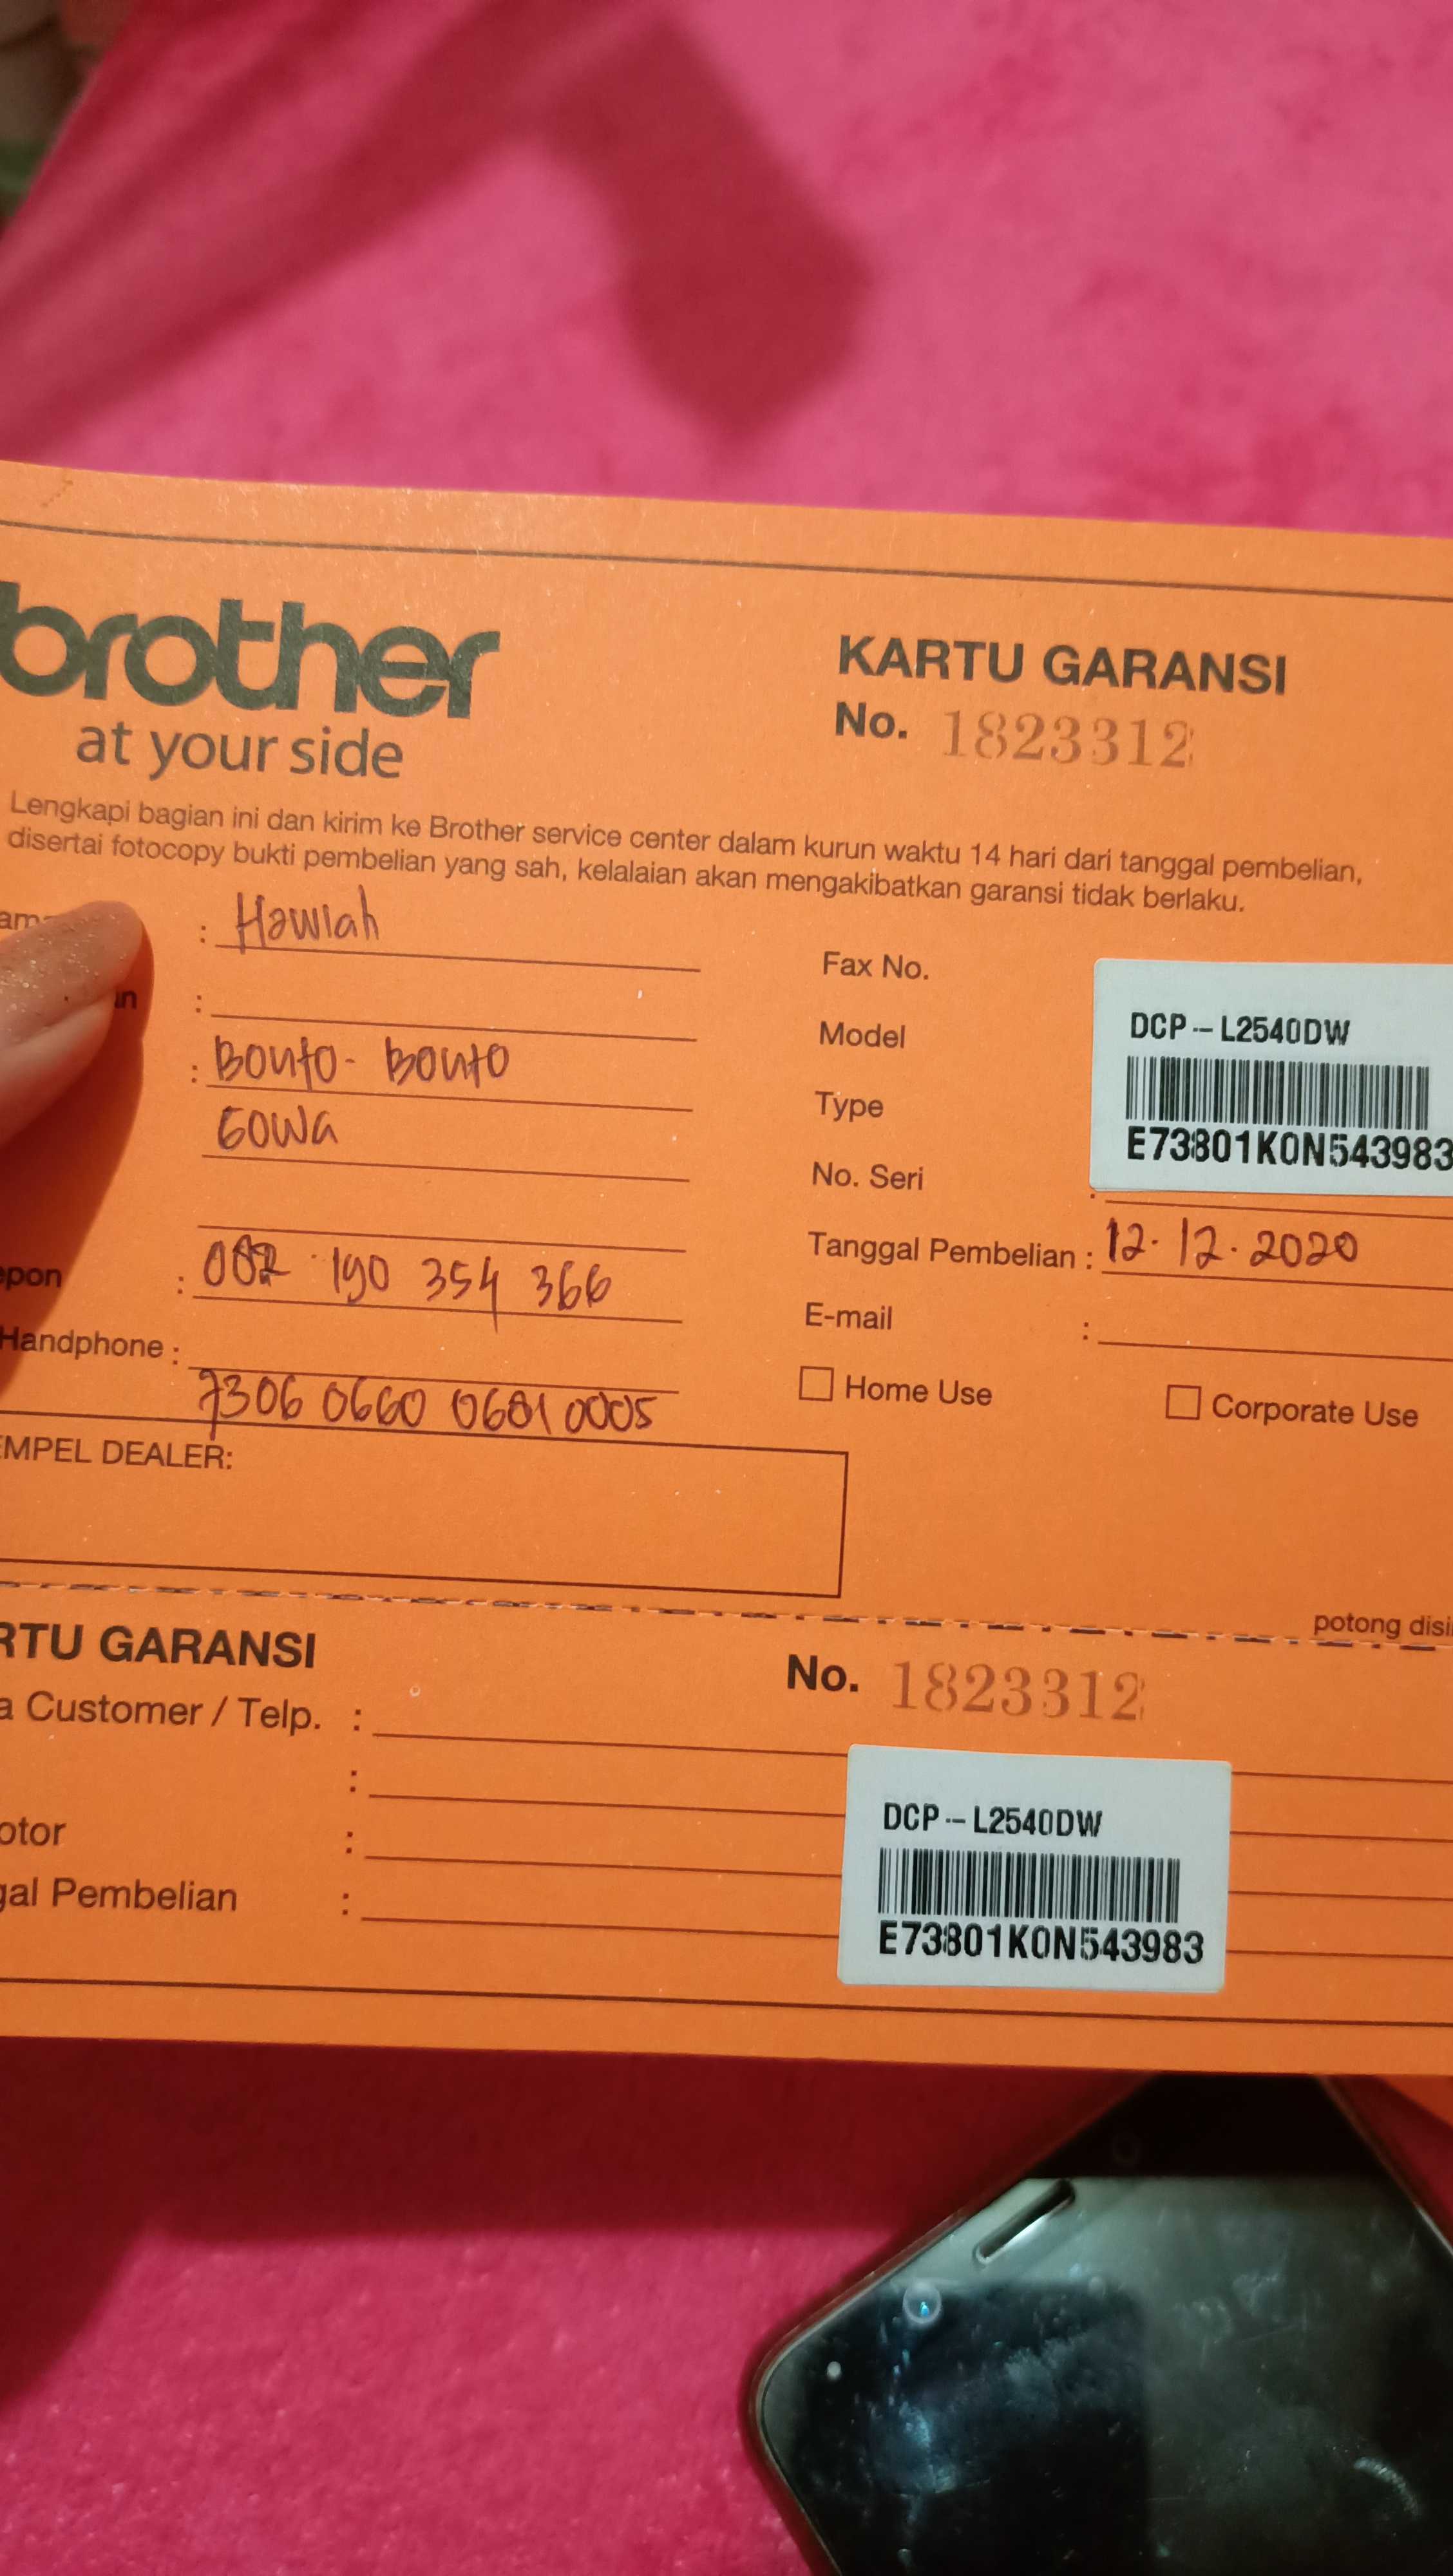 brother
at your side
KARTU GARANSI
No. 1823312
Lengkapi bagian ini dan kirim ke Brother service center dalam kurun waktu 14 hari dari tanggal pembelian,
disertai fotocopy bukti pembelian yang sah, kelalaian akan mengakibatkan garansi tidak berlaku.
: Hawiah
:
: Bonto-Bonto
Gowa
: 082 190 354 366
Handphone :
7306 0660 0601 0005
Fax No.
Model
Type
No. Seri :
DCP-L2540DW
E73801K0N543983
Tanggal Pembelian : 12.12.2020
E-mail :
Home Use
Corporate Use
MPEL DEALER:
potong disi
RTU GARANSI
No. 1823312
a Customer / Telp. :
:
otor :
gal Pembelian :
DCP-L2540DW
E73801K0N543983